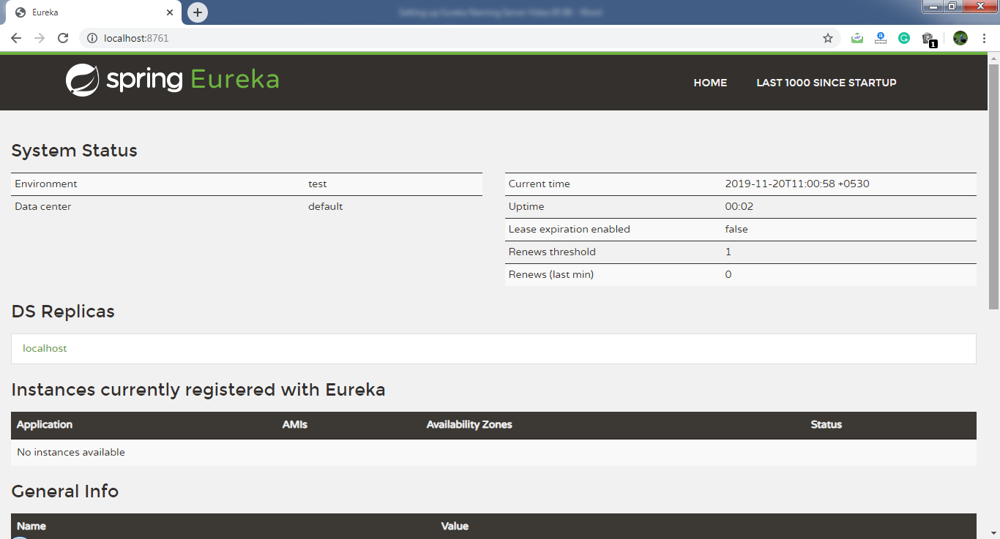 Eureka
localhost:8761
1
spring Eureka
HOME LAST 1000 SINCE STARTUP
System Status
Environment test
Data center default
Current time 2019-11-20T11:00:58 +0530
Uptime 00:02
Lease expiration enabled false
Renews threshold 1
Renews (last min) 0
DS Replicas
localhost
Instances currently registered with Eureka
Application AMIs Availability Zones Status
No instances available
General Info
Name Value